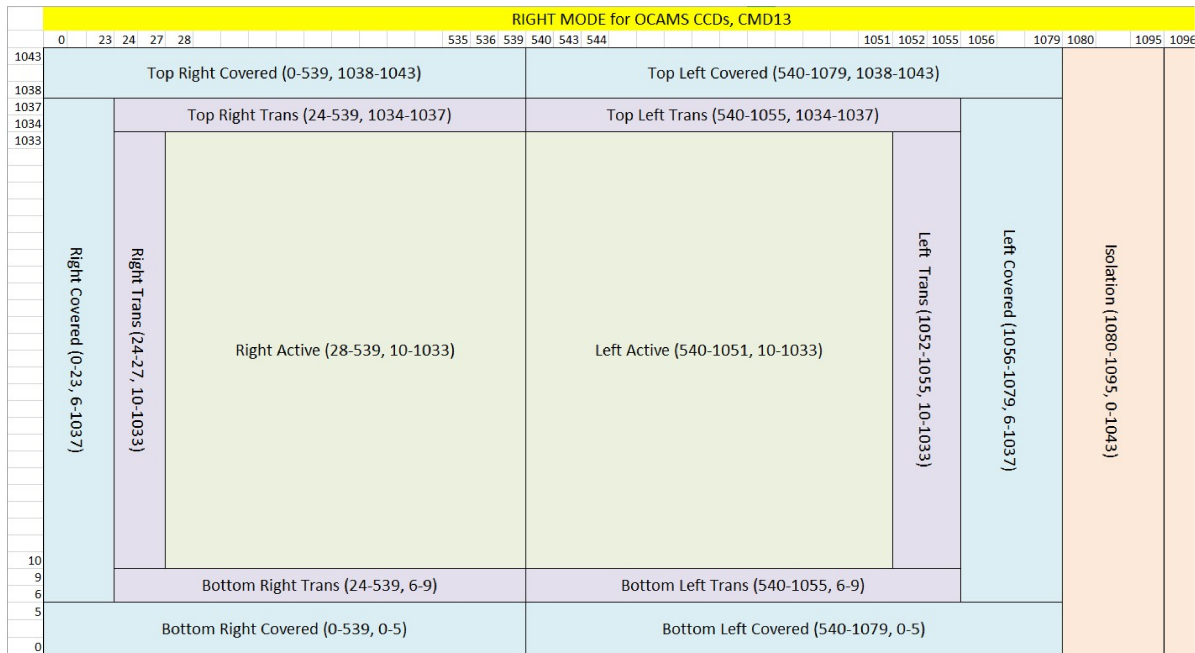 RIGHT MODE for OCAMS CCDs, CMD13
0 23 24 27 28 535 536 539 540 543 544 1051 1052 1055 1056 1079 1080 1095 1096
1043
Top Right Covered (0-539, 1038-1043) Top Left Covered (540-1079, 1038-1043)
1038
1037
Top Right Trans (24-539, 1034-1037) Top Left Trans (540-1055, 1034-1037)
1034
1033
Right Covered (0-23, 6-1037)
Right Trans (24-27, 10-1033)
Right Active (28-539, 10-1033)
Left Active (540-1051, 10-1033)
Left Trans (1052-1055, 10-1033)
Left Covered (1056-1079, 6-1037)
Isolation (1080-1095, 0-1043)
10
9
Bottom Right Trans (24-539, 6-9) Bottom Left Trans (540-1055, 6-9)
6
5
Bottom Right Covered (0-539, 0-5) Bottom Left Covered (540-1079, 0-5)
0